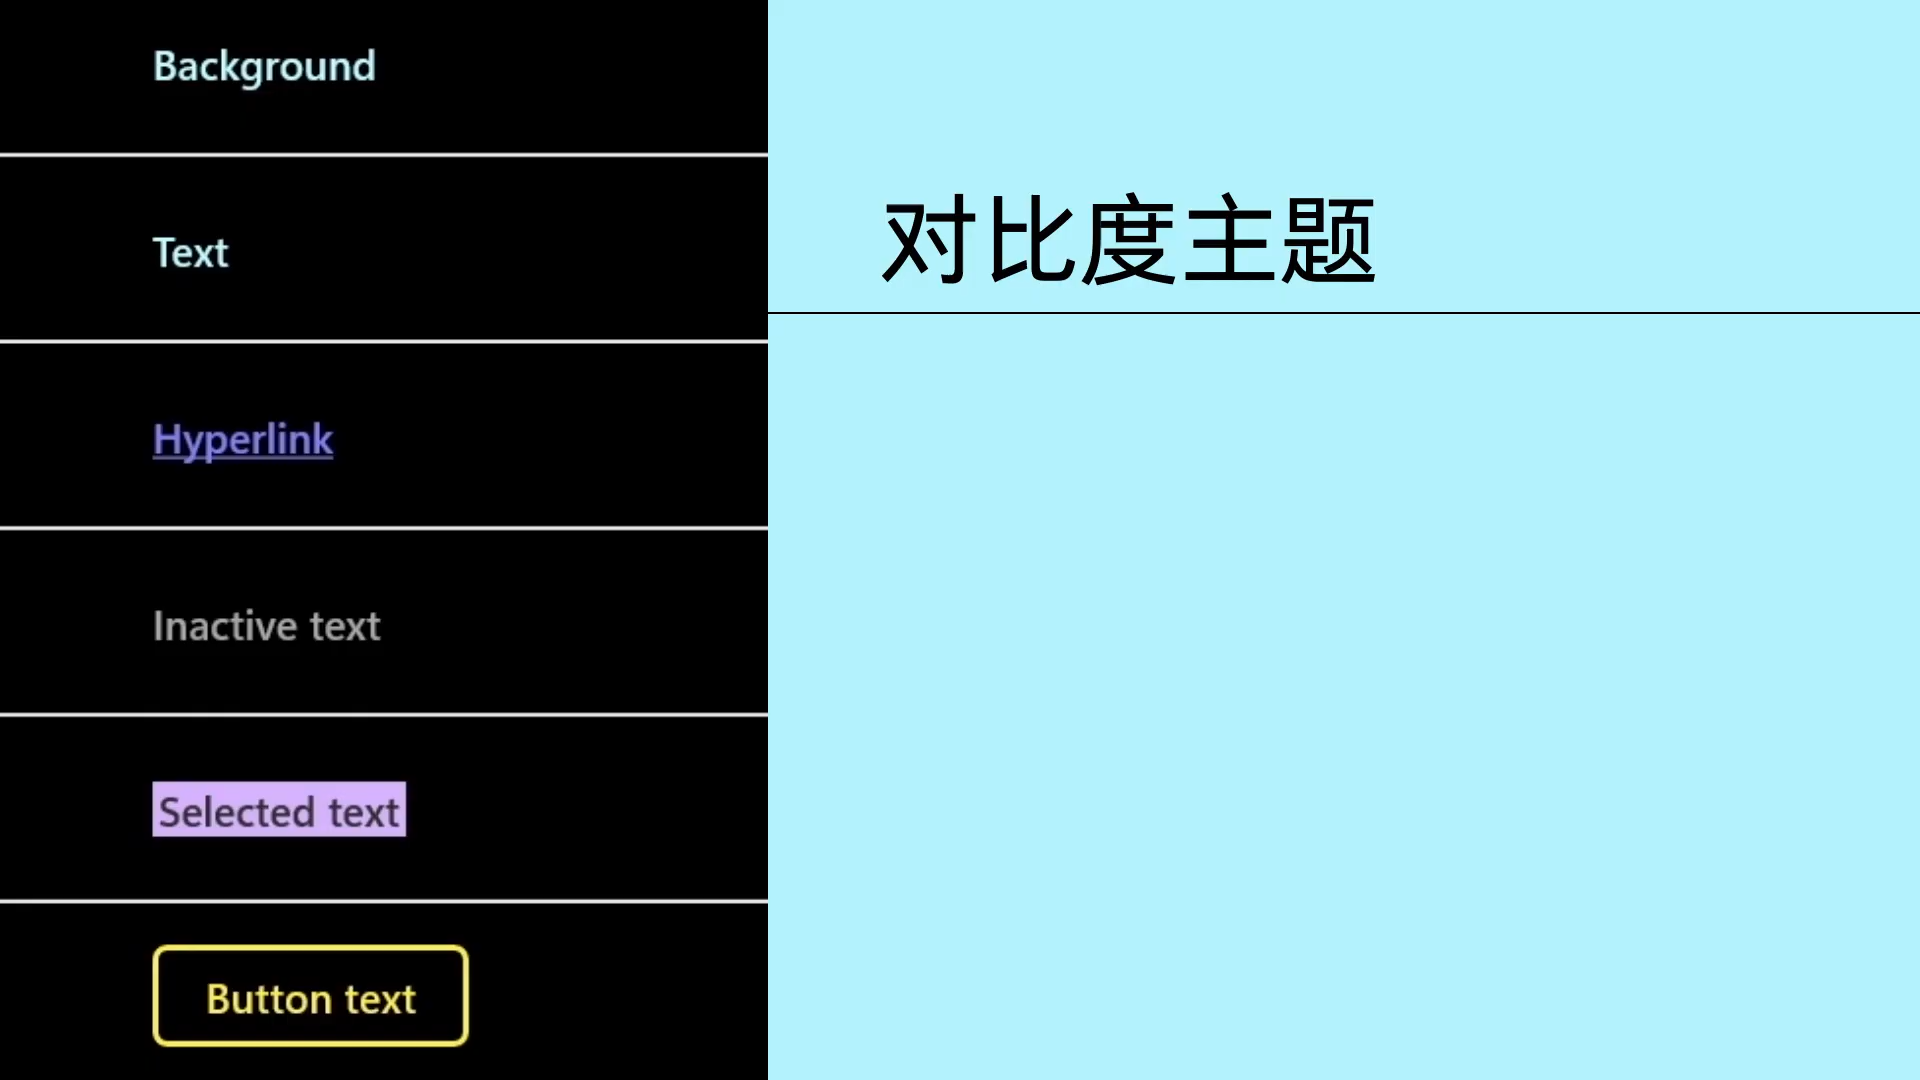 Background
Text
Hyperlink
Inactive text
Selected text
Button text
对比度主题